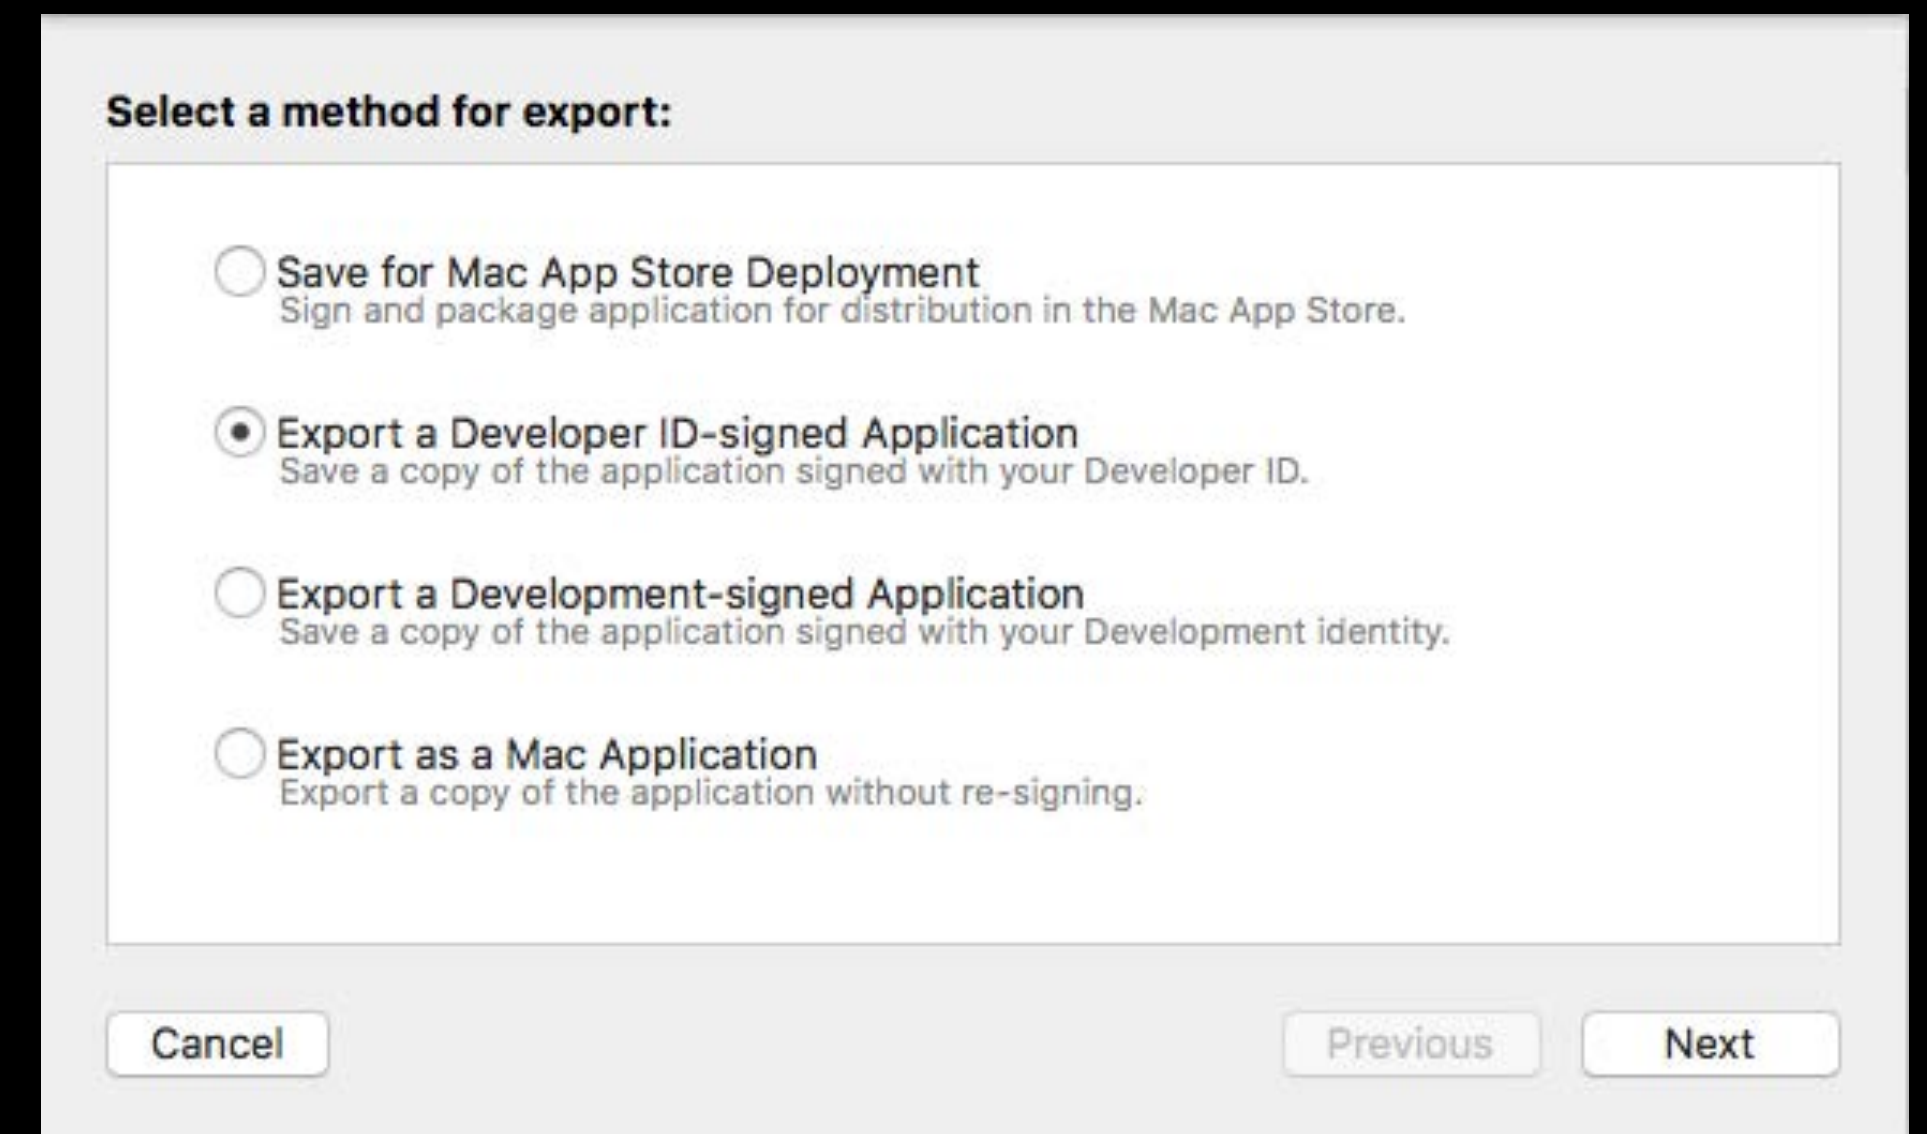 Select a method for export:
Save for Mac App Store Deployment
Sign and package application for distribution in the Mac App Store.
Export a Developer ID-signed Application
Save a copy of the application signed with your Developer ID.
Export a Development-signed Application
Save a copy of the application signed with your Development identity.
Export as a Mac Application
Export a copy of the application without re-signing.
Cancel
Previous
Next